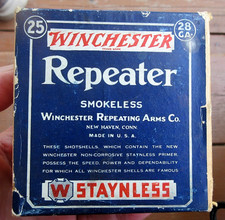 25
28
GA.
WINCHESTER
TRADE MARK
Repeater
SMOKELESS
WINCHESTER REPEATING ARMS CO.
NEW HAVEN, CONN.
MADE IN U.S.A.
THESE SHOTSHELLS, WHICH CONTAIN THE NEW
WINCHESTER NON-CORROSIVE STAYNLESS PRIMER,
POSSESS THE SPEED, POWER, AND DEPENDABILITY
FOR WHICH ALL WINCHESTER SHELLS ARE FAMOUS
W STAYNLESS